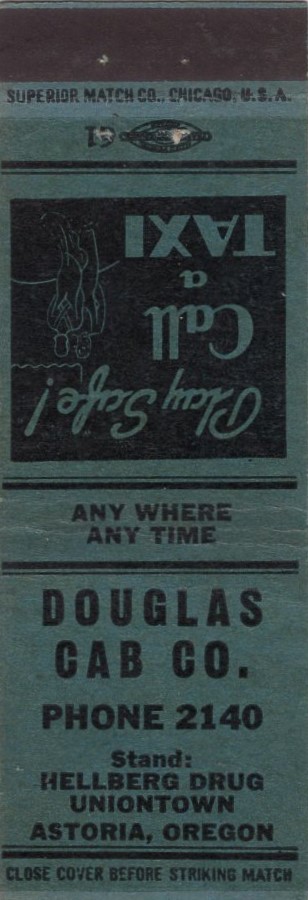 SUPERIOR MATCH CO., CHICAGO, U.S.A.
61
Play Safe!
Call
a
TAXI
ANY WHERE
ANY TIME
DOUGLAS
CAB CO.
PHONE 2140
Stand:
HELLBERG DRUG
UNIONTOWN
ASTORIA, OREGON
CLOSE COVER BEFORE STRIKING MATCH